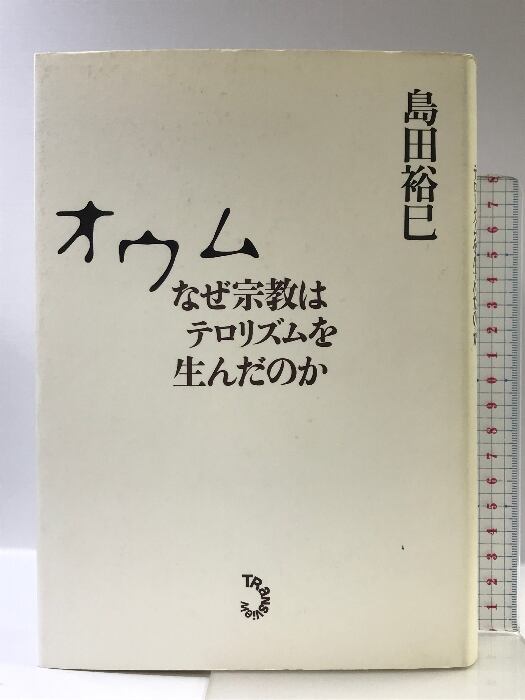 島田裕巳
オウム
なぜ宗教は
テロリズムを
生んだのか
TRansView